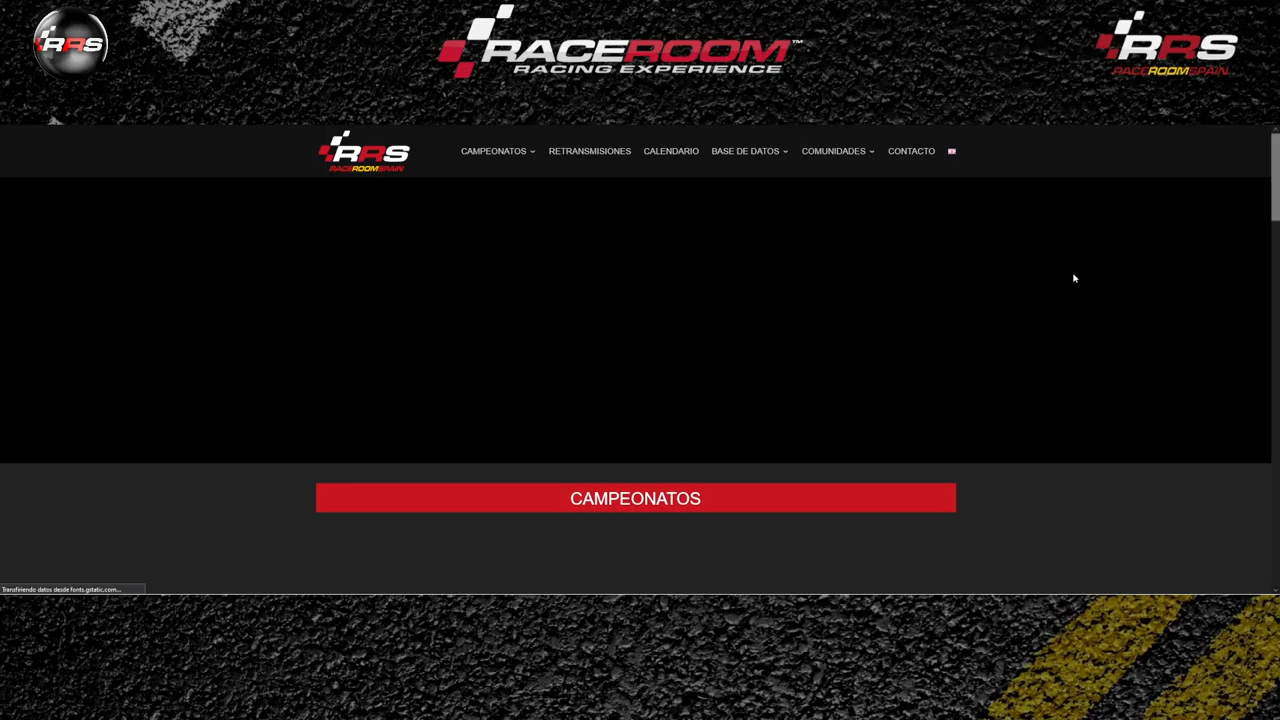 RRS
RACEROOM™
RACING EXPERIENCE
RRS
RACEROOMSPAIN
RRS
RACEROOMSPAIN
CAMPEONATOS RETRANSMISIONES CALENDARIO BASE DE DATOS COMUNIDADES CONTACTO
CAMPEONATOS
Transfiriendo datos desde fonts.gstatic.com...